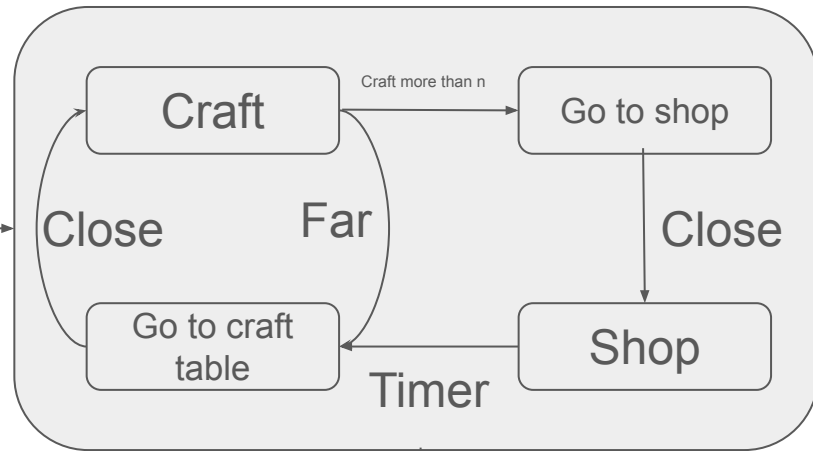 Craft more than n
Craft
Go to shop
Close
Far
Close
Go to craft
table
Shop
Timer